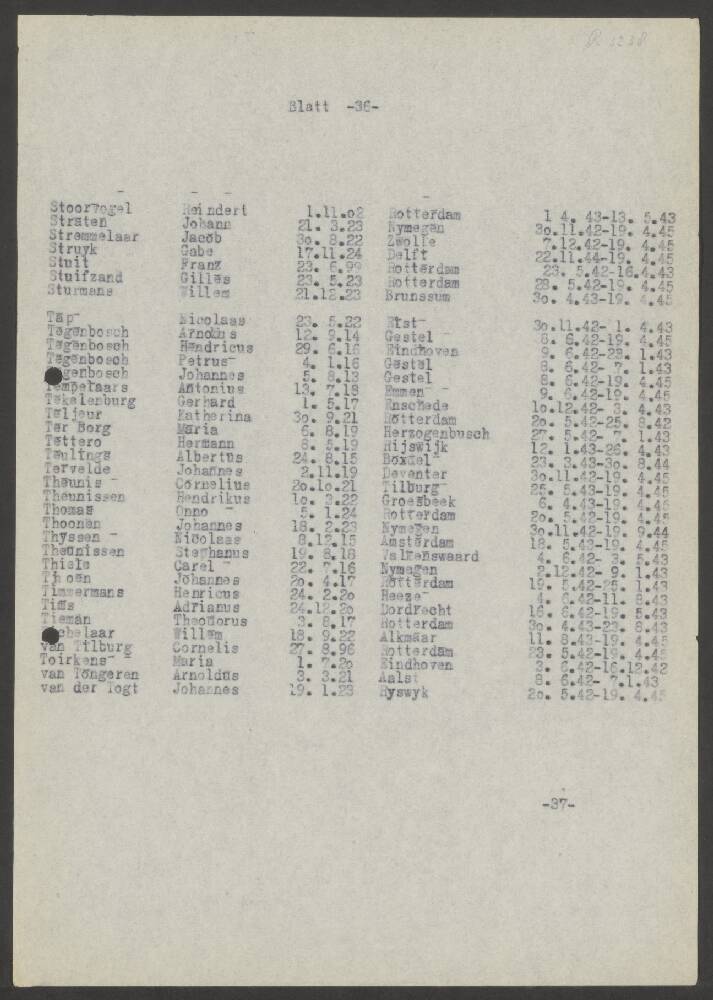 Blatt -36-
Stoorvogel Reindert 1.11.02 Rotterdam 1 4. 43-13. 5.43
Straten Johann 21. 3.23 Nymegen 3o.11.42-19. 4.45
Stremmelaar Jacob 3o. 8.22 Zwolle 7.12.42-19. 4.45
Struyk Gabe 17.11.24 Delft 22.11.44-19. 4.45
Stuit Franz 23. 6.99 Rotterdam 23. 5.42-16.4.43
Stuifzand Gilles 23. 5.23 Rotterdam 28. 5.42-19. 4.45
Sturmans Willem 21.12.23 Brunssum 3o. 4.43-19. 4.45
Tap Nicolaas 23. 5.22 Elst 3o.11.42- 1. 4.43
Tegenbosch Arnoldus 12. 9.14 Gestel 8. 6.42-19. 4.45
Tegenbosch Hendricus 29. 6.16 Eindhoven 9. 6.42-23. 1.43
Tegenbosch Petrus 4. 1.16 Gestel 8. 6.42- 7. 1.43
genbosch Johannes 5. 8.13 Gestel 8. 6.42-19. 4.45
Tempelaars Antonius 13. 7.18 Emmen 9. 6.42-19. 4.45
Tekelenburg Gerhard 1. 5.17 Enschede 1o.12.42- 3. 4.43
Teljeur Katherina 3o. 9.21 Rotterdam 2o. 5.42-25. 8.42
Ter Borg Maria 6. 8.19 Herzogenbusch 27. 5.42- 7. 1.43
Tettero Hermann 8. 5.19 Rijswijk 12. 1.43-26. 4.43
Teulings Albertus 24. 8.15 Boxtel 23. 3.43-3o. 8.44
Tervelde Johannes 2.11.19 Deventer 3o.11.42-19. 4.45
Theunis Cornelius 2o.1o.21 Tilburg 25. 5.43-19. 4.45
Theunissen Hendrikus 1o. 3.22 Groesbeek 6. 4.43-19. 4.45
Thomas Onno 5. 1.24 Rotterdam 2o. 5.42-19. 4.45
Thoonen Johannes 18. 2.23 Nymegen 3o.11.42-19. 9.44
Thyssen Nicolaas 8.12.15 Amsterdam 18. 5.43-19. 4.45
Theunissen Stephanus 19. 8.18 Valkenswaard 4. 6.42- 3. 5.43
Thiele Carel 22. 7.16 Nymegen 2.12.42- 9. 1.43
Thoen Johannes 2o. 4.17 Rotterdam 19. 5.42-25. 1.43
Timmermans Henricus 24. 2.2o Heeze 4. 6.42-11. 8.43
Tims Adrianus 24.12.2o Dordrecht 16. 6.42-19. 5.43
Tieman Theodorus 3. 8.17 Rotterdam 3o. 4.43-23. 8.43
chelaar Willem 18. 9.22 Alkmaar 11. 8.43-19. 4.45
van Tilburg Cornelis 27. 8.96 Rotterdam 23. 5.42-19. 4.45
Toirkens Maria 1. 7.2o Eindhoven 3. 6.42-16.12.42
van Tongeren Arnoldus 3. 3.21 Aalst 8. 6.42- 7.1.43
van der Togt Johannes 19. 1.23 Ryswyk 2o. 5.42-19. 4.45
-37-